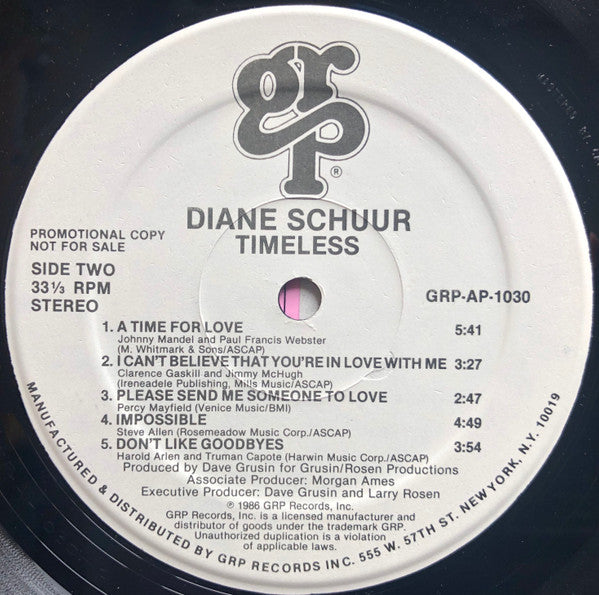 grp®
DIANE SCHUUR
TIMELESS
PROMOTIONAL COPY
NOT FOR SALE
SIDE TWO
33⅓ RPM
STEREO
GRP-AP-1030
1. A TIME FOR LOVE 5:41
Johnny Mandel and Paul Francis Webster
(M. Whitmark & Sons/ASCAP)
2. I CAN'T BELIEVE THAT YOU'RE IN LOVE WITH ME 3:27
Clarence Gaskill and Jimmy McHugh
(Ireneadele Publishing, Mills Music/ASCAP)
3. PLEASE SEND ME SOMEONE TO LOVE 2:47
Percy Mayfield (Venice Music/BMI)
4. IMPOSSIBLE 4:49
Steve Allen (Rosemeadow Music Corp./ASCAP)
5. DON'T LIKE GOODBYES 3:54
Harold Arlen and Truman Capote (Harwin Music Corp./ASCAP)
Produced by Dave Grusin for Grusin/Rosen Productions
Associate Producer: Morgan Ames
Executive Producer: Dave Grusin and Larry Rosen
℗ 1986 GRP Records, Inc.
GRP Records, Inc. is a licensed manufacturer and
distributor of goods under the trademark GRP.
Unauthorized duplication is a violation
of applicable laws.
MANUFACTURED & DISTRIBUTED BY GRP RECORDS INC. 555 W. 57TH ST. NEW YORK, N.Y. 10019